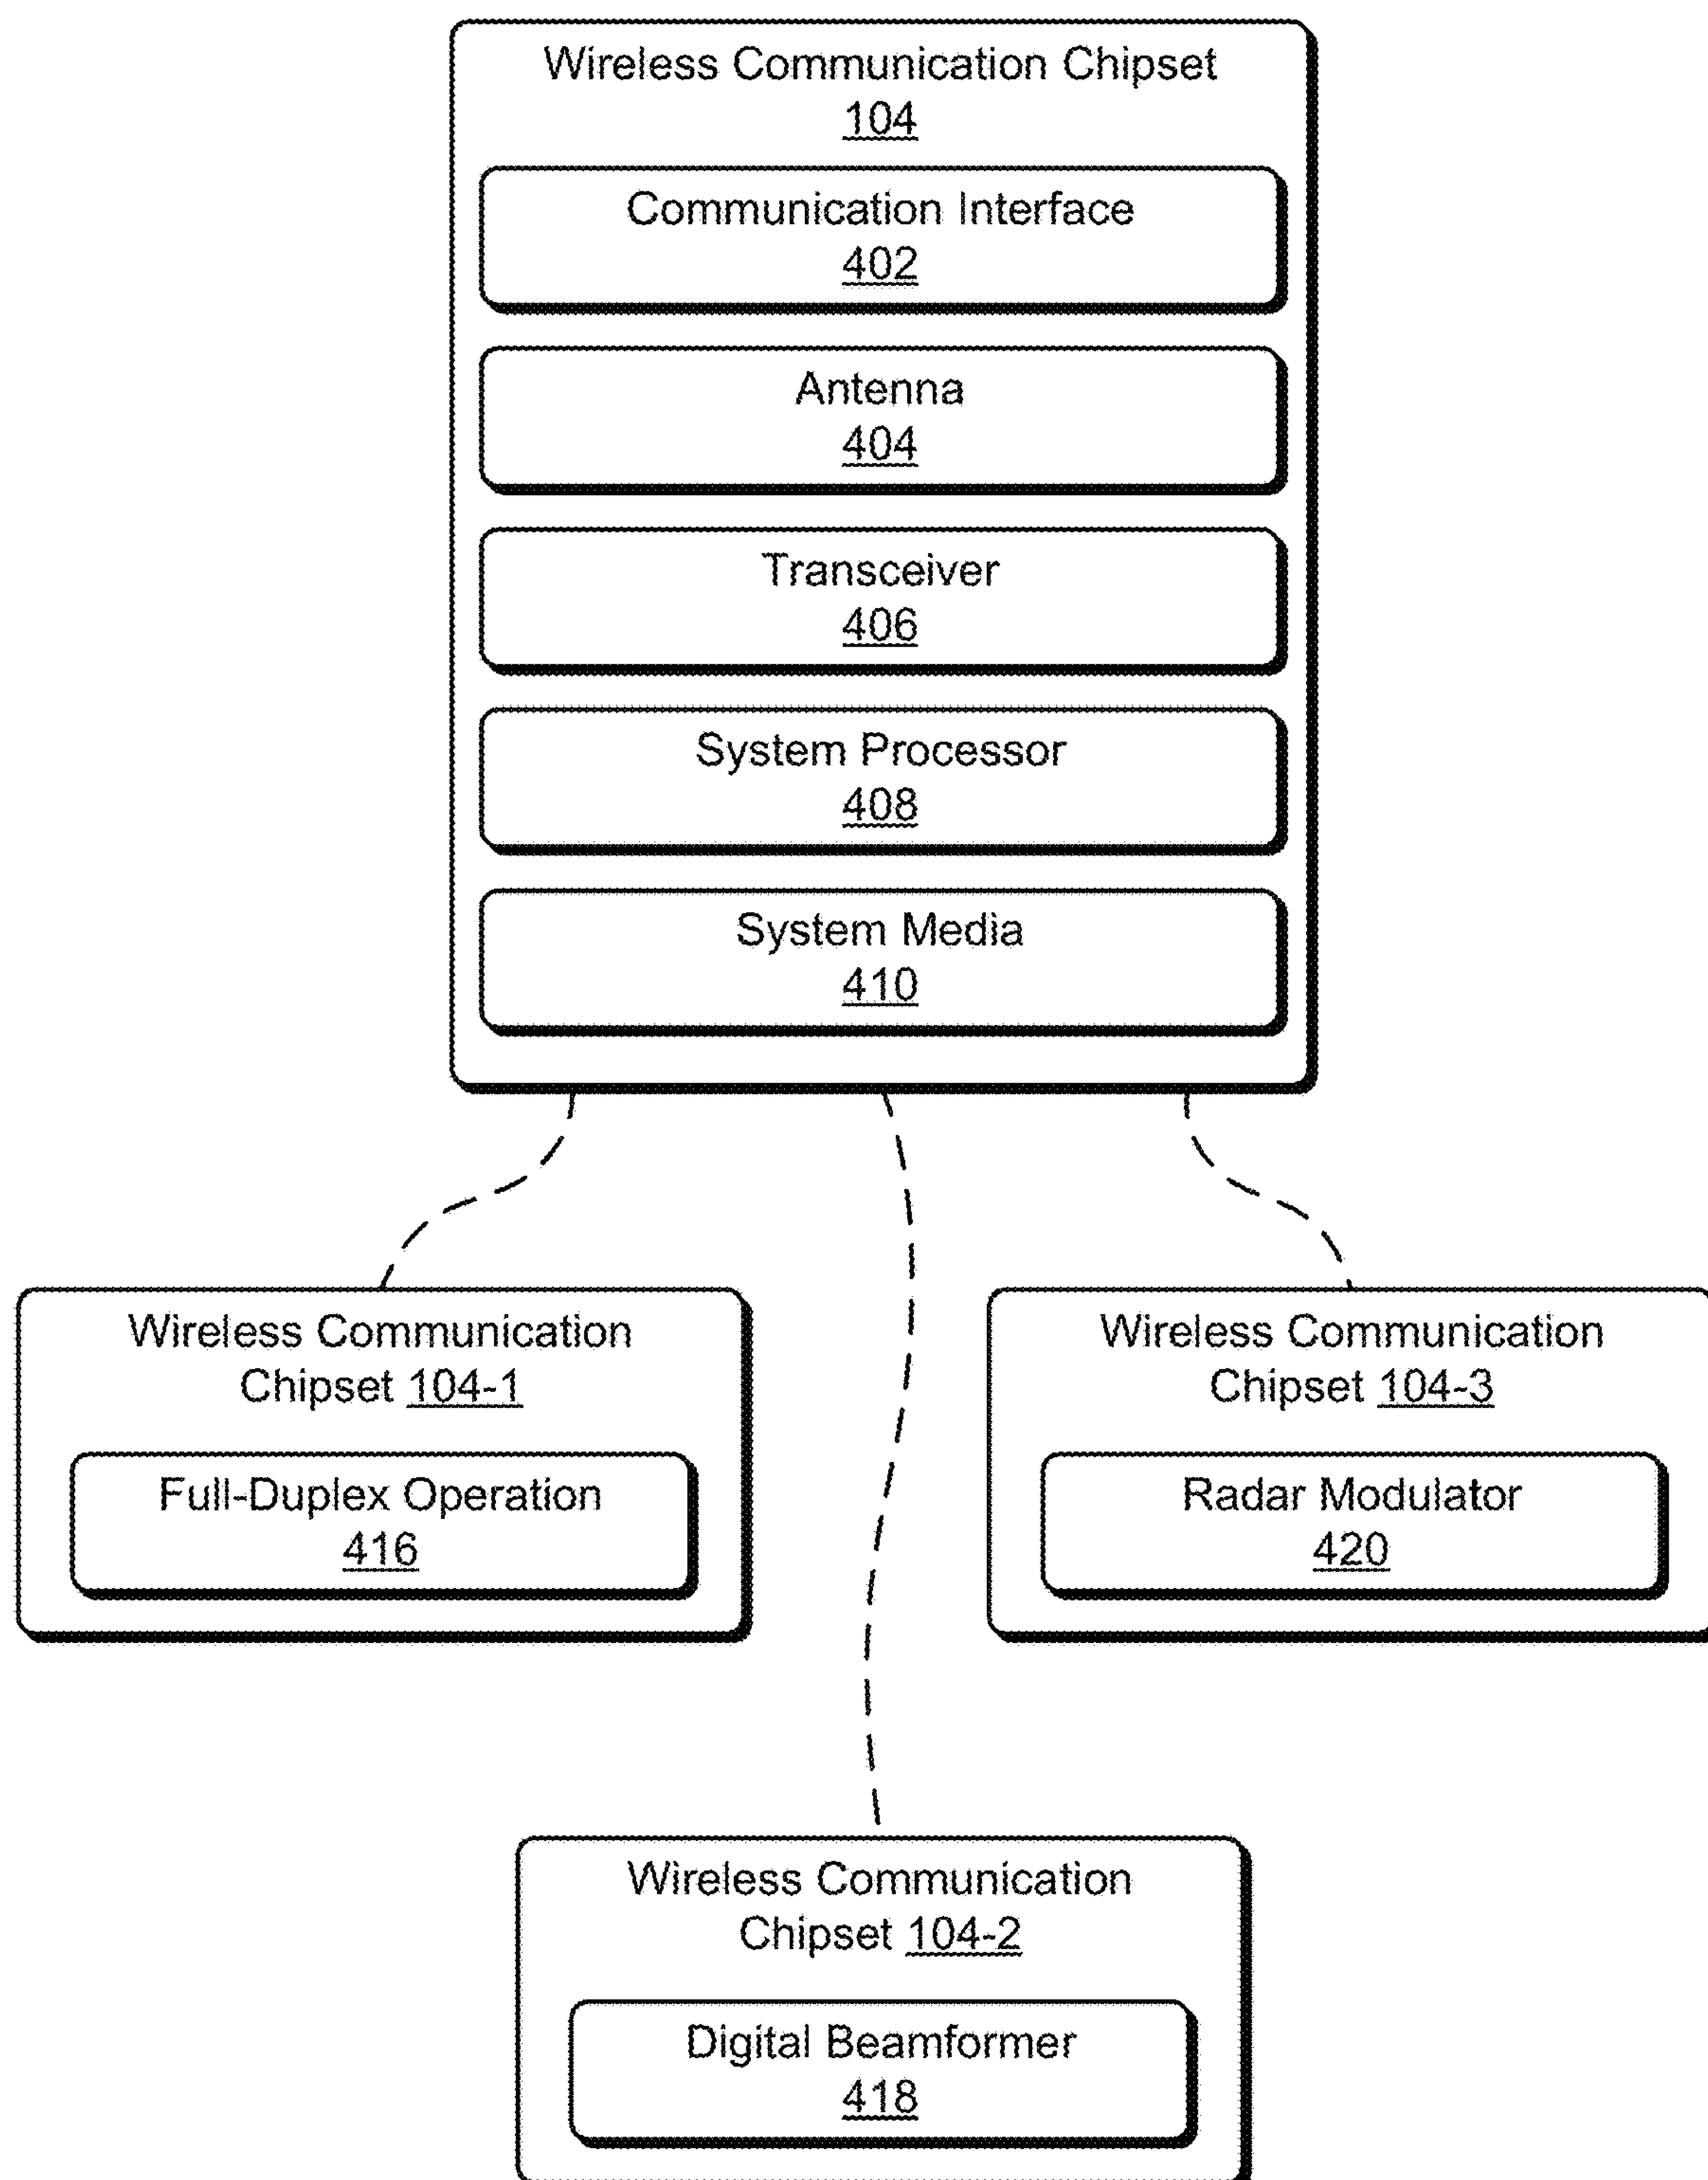 Wireless Communication Chipset
104
Communication Interface
402
Antenna
404
Transceiver
406
System Processor
408
System Media
410
Wireless Communication
Chipset 104-1
Full-Duplex Operation
416
Wireless Communication
Chipset 104-3
Radar Modulator
420
Wireless Communication
Chipset 104-2
Digital Beamformer
418